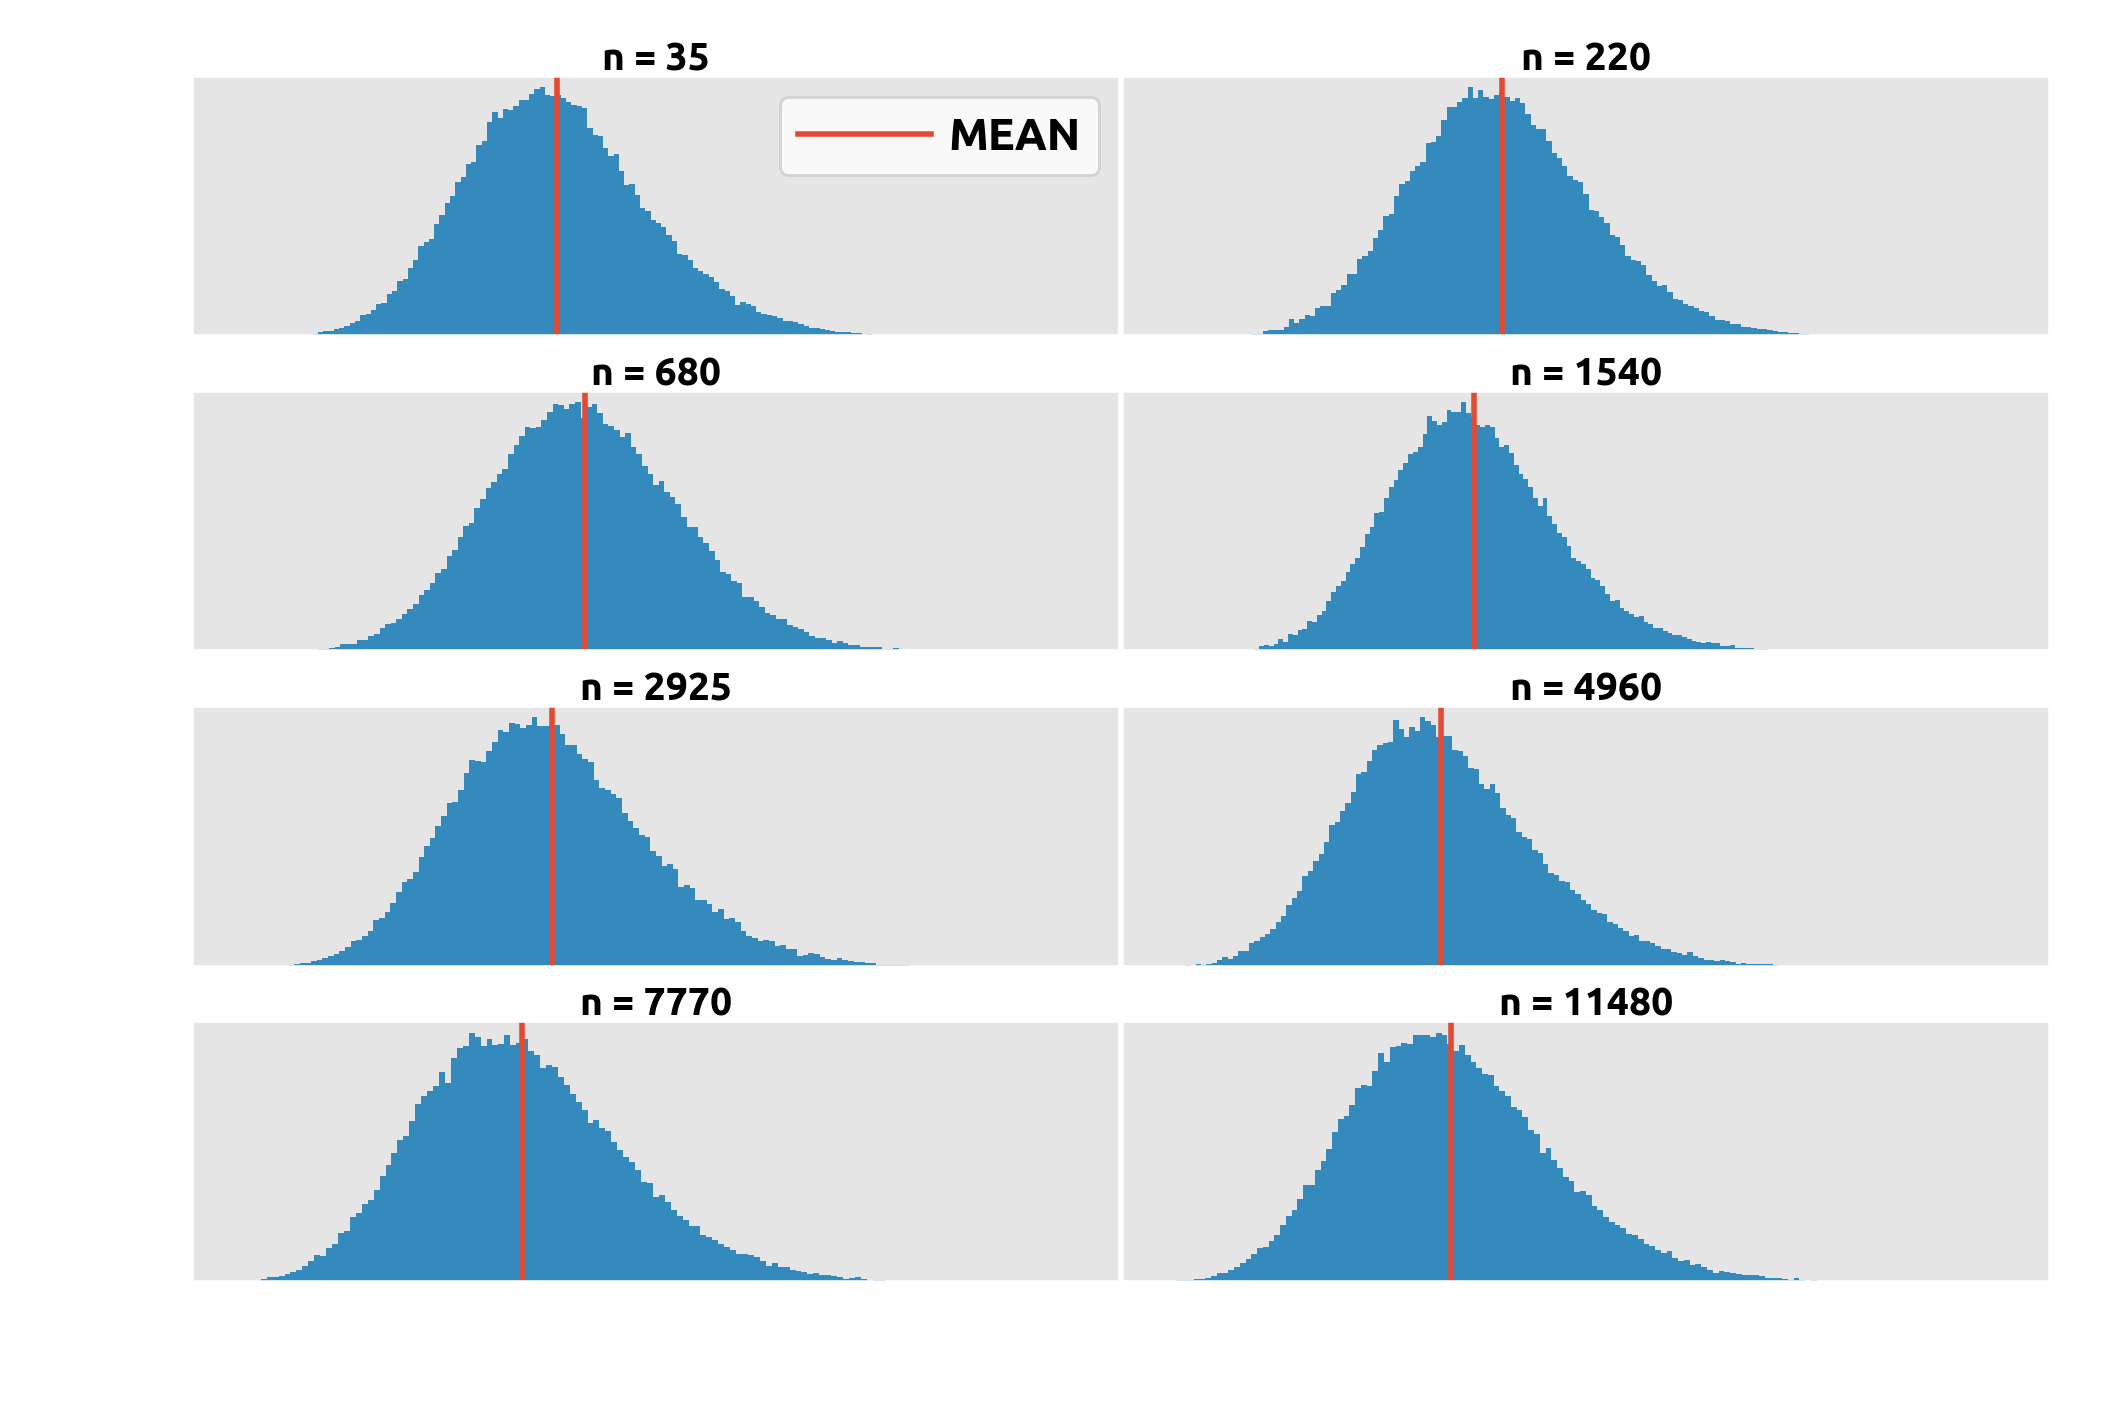 n = 35
n = 220
MEAN
n = 680
n = 1540
n = 2925
n = 4960
n = 7770
n = 11480